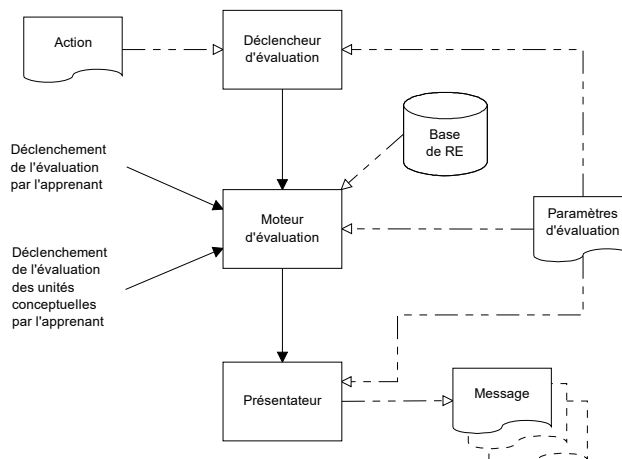 Action
Déclencheur
d'évaluation
Base
de RE
Déclenchement
de l'évaluation
par l'apprenant
Moteur
d'évaluation
Paramètres
d'évaluation
Déclenchement
de l'évaluation
des unités
conceptuelles
par l'apprenant
Présentateur
Message